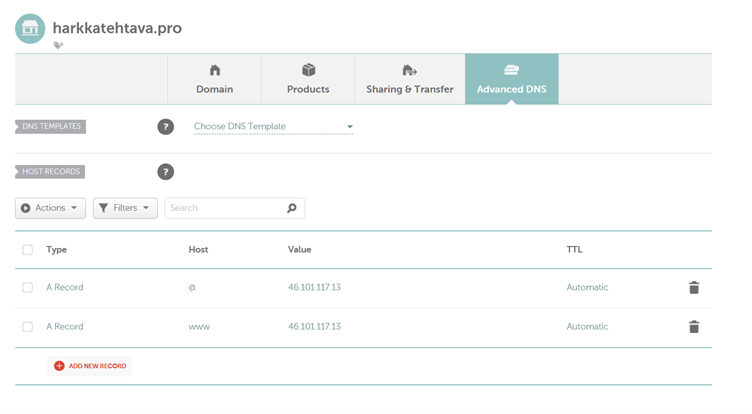 harkkatehtava.pro
Domain Products Sharing & Transfer Advanced DNS
DNS TEMPLATES ? Choose DNS Template
HOST RECORDS ?
Actions Filters Search
Type Host Value TTL
A Record @ 46.101.117.13 Automatic
A Record www 46.101.117.13 Automatic
ADD NEW RECORD